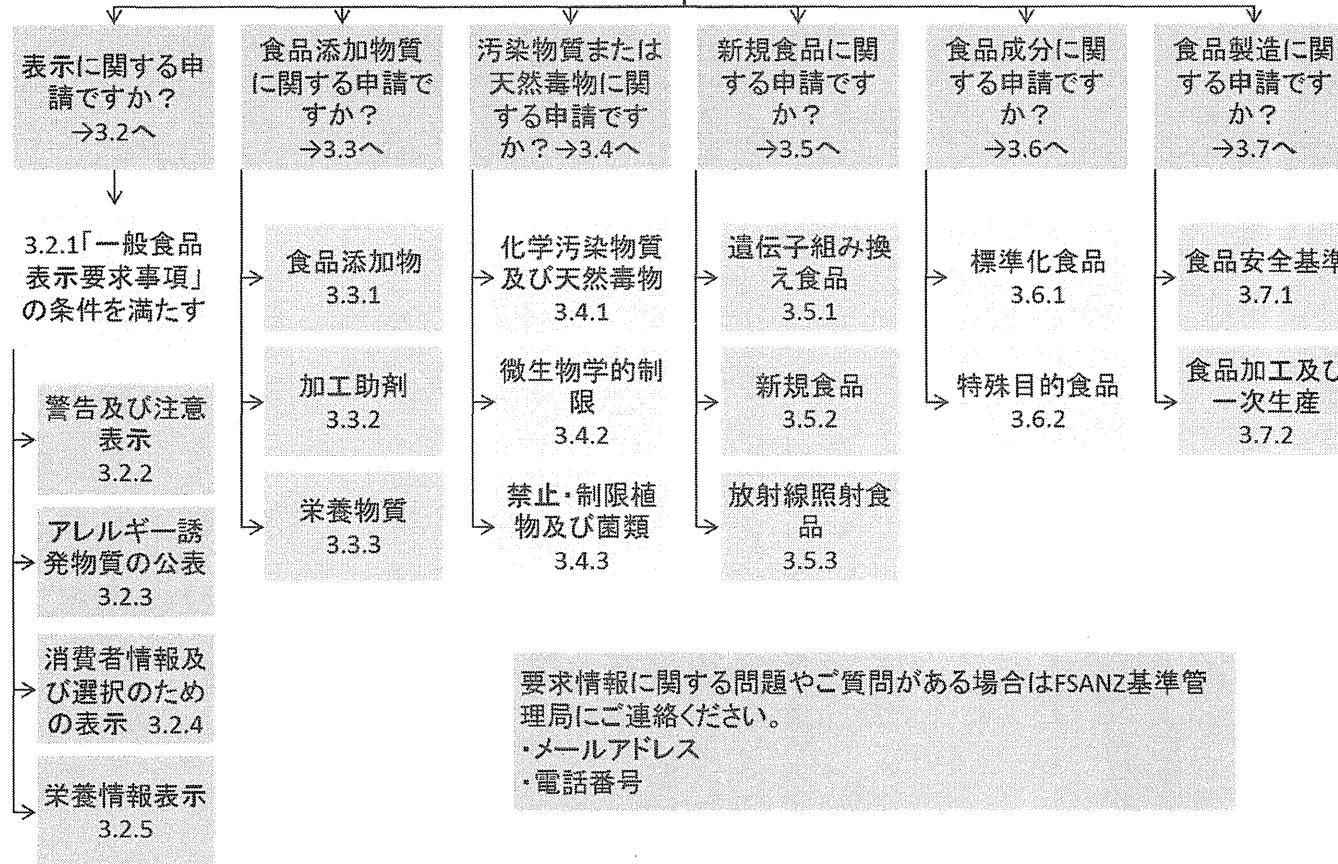 表示に関する申
請ですか？
→3.2へ
食品添加物質
に関する申請で
すか？
→3.3へ
汚染物質または
天然毒物に関
する申請です
か？→3.4へ
新規食品に関
する申請です
か？
→3.5へ
食品成分に関
する申請です
か？
→3.6へ
食品製造に関
する申請です
か？
→3.7へ
3.2.1「一般食品
表示要求事項」
の条件を満たす
警告及び注意
表示
3.2.2
アレルギー誘
発物質の公表
3.2.3
消費者情報及
び選択のため
の表示 3.2.4
栄養情報表示
3.2.5
食品添加物
3.3.1
加工助剤
3.3.2
栄養物質
3.3.3
化学汚染物質
及び天然毒物
3.4.1
微生物学的制
限
3.4.2
禁止・制限植
物及び菌類
3.4.3
遺伝子組み換
え食品
3.5.1
新規食品
3.5.2
放射線照射食
品
3.5.3
標準化食品
3.6.1
特殊目的食品
3.6.2
食品安全基準
3.7.1
食品加工及び
一次生産
3.7.2
要求情報に関する問題やご質問がある場合はFSANZ基準管
理局にご連絡ください。
・メールアドレス
・電話番号